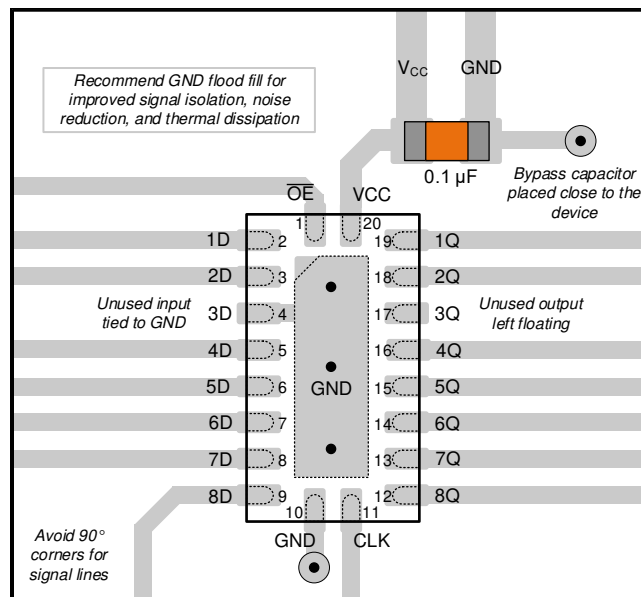 Recommend GND flood fill for
improved signal isolation, noise
reduction, and thermal dissipation
VCC GND
0.1 µF
Bypass capacitor
placed close to the
device
OE VCC
1 20
1D 2 19 1Q
2D 3 18 2Q
Unused input
tied to GND
3D 4 17 3Q
Unused output
left floating
4D 5 16 4Q
5D 6 GND 15 5Q
6D 7 14 6Q
7D 8 13 7Q
8D 9 12 8Q
10 11
GND CLK
Avoid 90°
corners for
signal lines